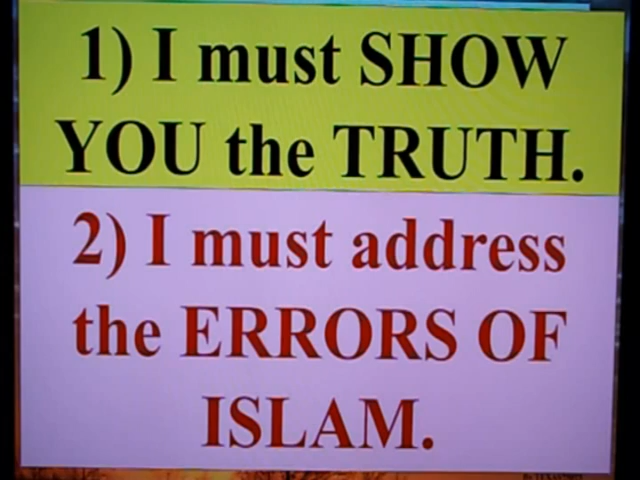 1) I must SHOW
YOU the TRUTH.
2) I must address
the ERRORS OF
ISLAM.